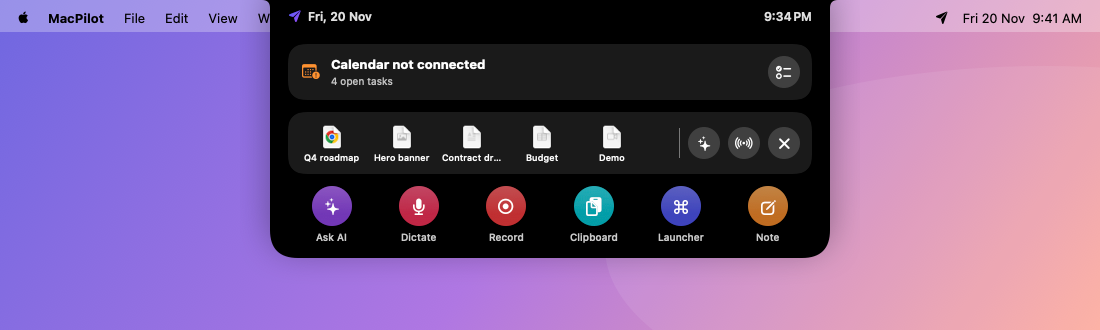 MacPilot File Edit View W
Fri, 20 Nov 9:34 PM
Fri 20 Nov 9:41 AM
Calendar not connected
4 open tasks
Q4 roadmap Hero banner Contract dr... Budget Demo
Ask AI Dictate Record Clipboard Launcher Note